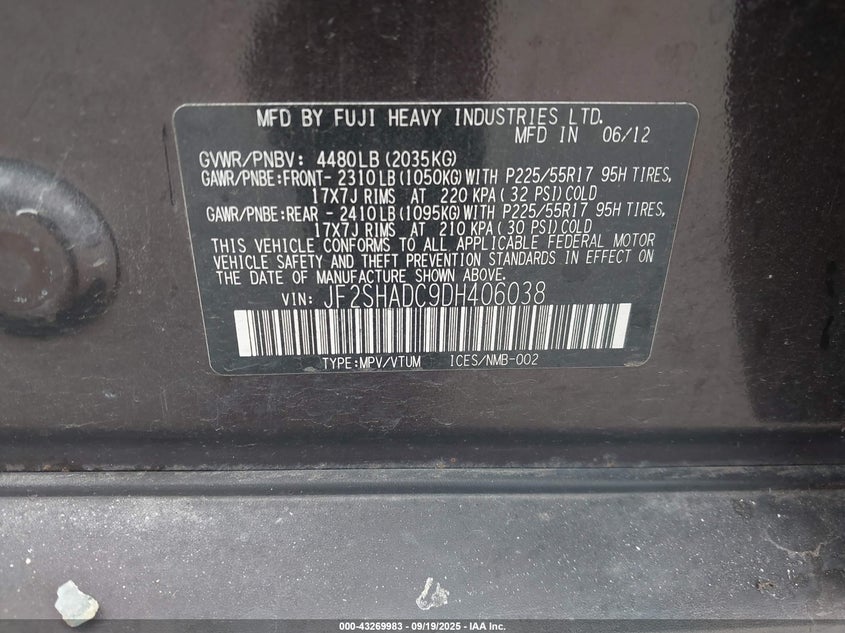 MFD BY FUJI HEAVY INDUSTRIES LTD.
MFD IN 06/12
GVWR/PNBV: 4480LB (2035KG)
GAWR/PNBE:FRONT- 2310LB (1050KG) WITH P225/55R17 95H TIRES,
17X7J RIMS AT 220 KPA ( 32 PSI) COLD
GAWR/PNBE:REAR - 2410LB (1095KG) WITH P225/55R17 95H TIRES,
17X7J RIMS AT 210 KPA ( 30 PSI) COLD
THIS VEHICLE CONFORMS TO ALL APPLICABLE FEDERAL MOTOR
VEHICLE SAFETY AND THEFT PREVENTION STANDARDS IN EFFECT ON
THE DATE OF MANUFACTURE SHOWN ABOVE.
VIN: JF2SHADC9DH406038
TYPE:MPV/VTUM ICES/NMB-002
000-43269983 - 09/19/2025 - IAA Inc.